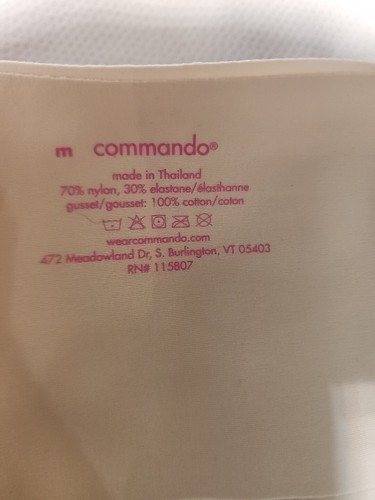 m commando®
made in Thailand
70% nylon, 30% elastane/élasthanne
gusset/gousset: 100% cotton/coton
wearcommando.com
472 Meadowland Dr, S. Burlington, VT 05403
RN# 115807